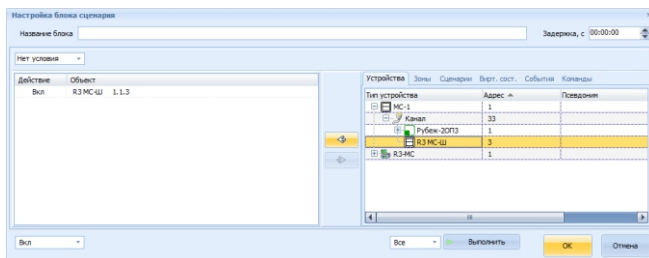 Настройка блока сценария
Название блока
Задержка, с 00:00:00
Нет условия
Действие Объект
Вкл R3 МС-Ш 1.1.3
Устройства Зоны Сценарии Вирт. сост. События Команды
Тип устройства Адрес Псевдоним
МС-1 1
Канал 33
Рубеж-2ОП3 1
R3 МС-Ш 3
R3-МС 1
Вкл
Все Выполнить ОК Отмена